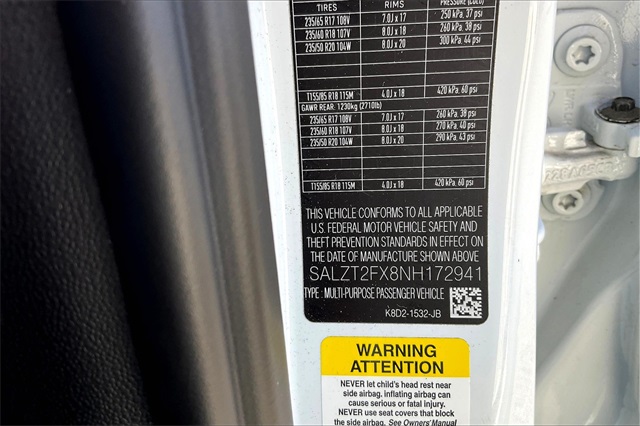 TIRES RIMS PRESSURE (COLD)
235/65 R17 108V 7.0J x 17 250 kPa, 37 psi
235/60 R18 107V 8.0J x 18 260 kPa, 38 psi
235/50 R20 104W 8.0J x 20 300 kPa, 44 psi
T155/85 R18 115M 4.0J x 18 420 kPa, 60 psi
GAWR REAR: 1230kg (2710lb)
235/65 R17 108V 7.0J x 17 260 kPa, 38 psi
235/60 R18 107V 8.0J x 18 270 kPa, 40 psi
235/50 R20 104W 8.0J x 20 290 kPa, 43 psi
T155/85 R18 115M 4.0J x 18 420 kPa, 60 psi
THIS VEHICLE CONFORMS TO ALL APPLICABLE
U.S. FEDERAL MOTOR VEHICLE SAFETY AND
THEFT PREVENTION STANDARDS IN EFFECT ON
THE DATE OF MANUFACTURE SHOWN ABOVE
SALZT2FX8NH172941
TYPE: MULTI-PURPOSE PASSENGER VEHICLE
K8D2-1532-JB
WARNING
ATTENTION
NEVER let child's head rest near
side airbag. inflating airbag can
cause serious or fatal injury.
NEVER use seat covers that block
the side airbag. See Owners' Manual